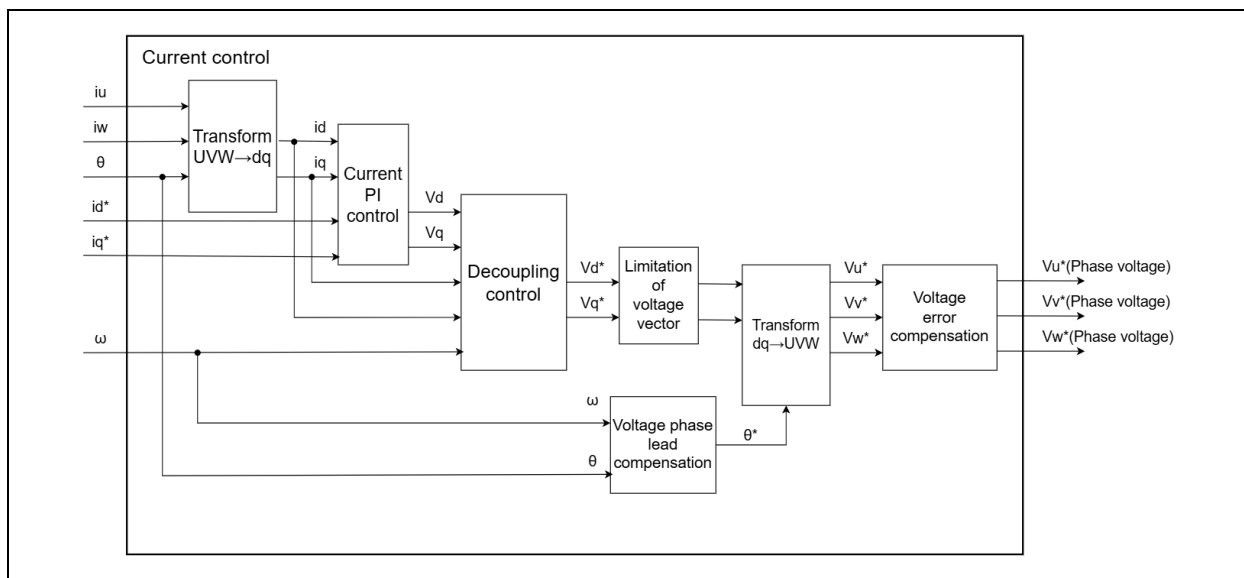 Current control
iu
iw
θ
id*
iq*
ω
Transform
UVW→dq
id
iq
Current
PI
control
Vd
Vq
Decoupling
control
Vd*
Vq*
Limitation
of
voltage
vector
Transform
dq→UVW
Vu*
Vv*
Vw*
Voltage
error
compensation
Vu*(Phase voltage)
Vv*(Phase voltage)
Vw*(Phase voltage)
ω
θ
Voltage phase
lead
compensation
θ*